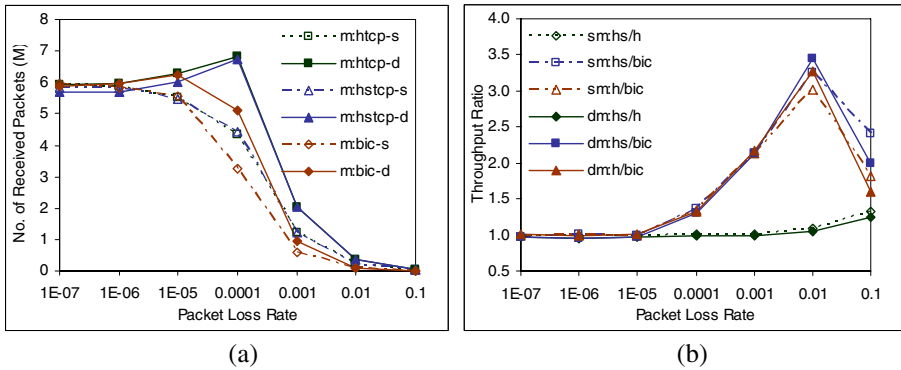 No. of Received Packets (M)
8
7
6
5
4
3
2
1
0
1E-07 1E-06 1E-05 0.0001 0.001 0.01 0.1
Packet Loss Rate
m:htcp-s
m:htcp-d
m:hstcp-s
m:hstcp-d
m:bic-s
m:bic-d
(a)
Throughput Ratio
4.0
3.5
3.0
2.5
2.0
1.5
1.0
0.5
1E-07 1E-06 1E-05 0.0001 0.001 0.01 0.1
Packet Loss Rate
sm:hs/h
sm:hs/bic
sm:h/bic
dm:hs/h
dm:hs/bic
dm:h/bic
(b)